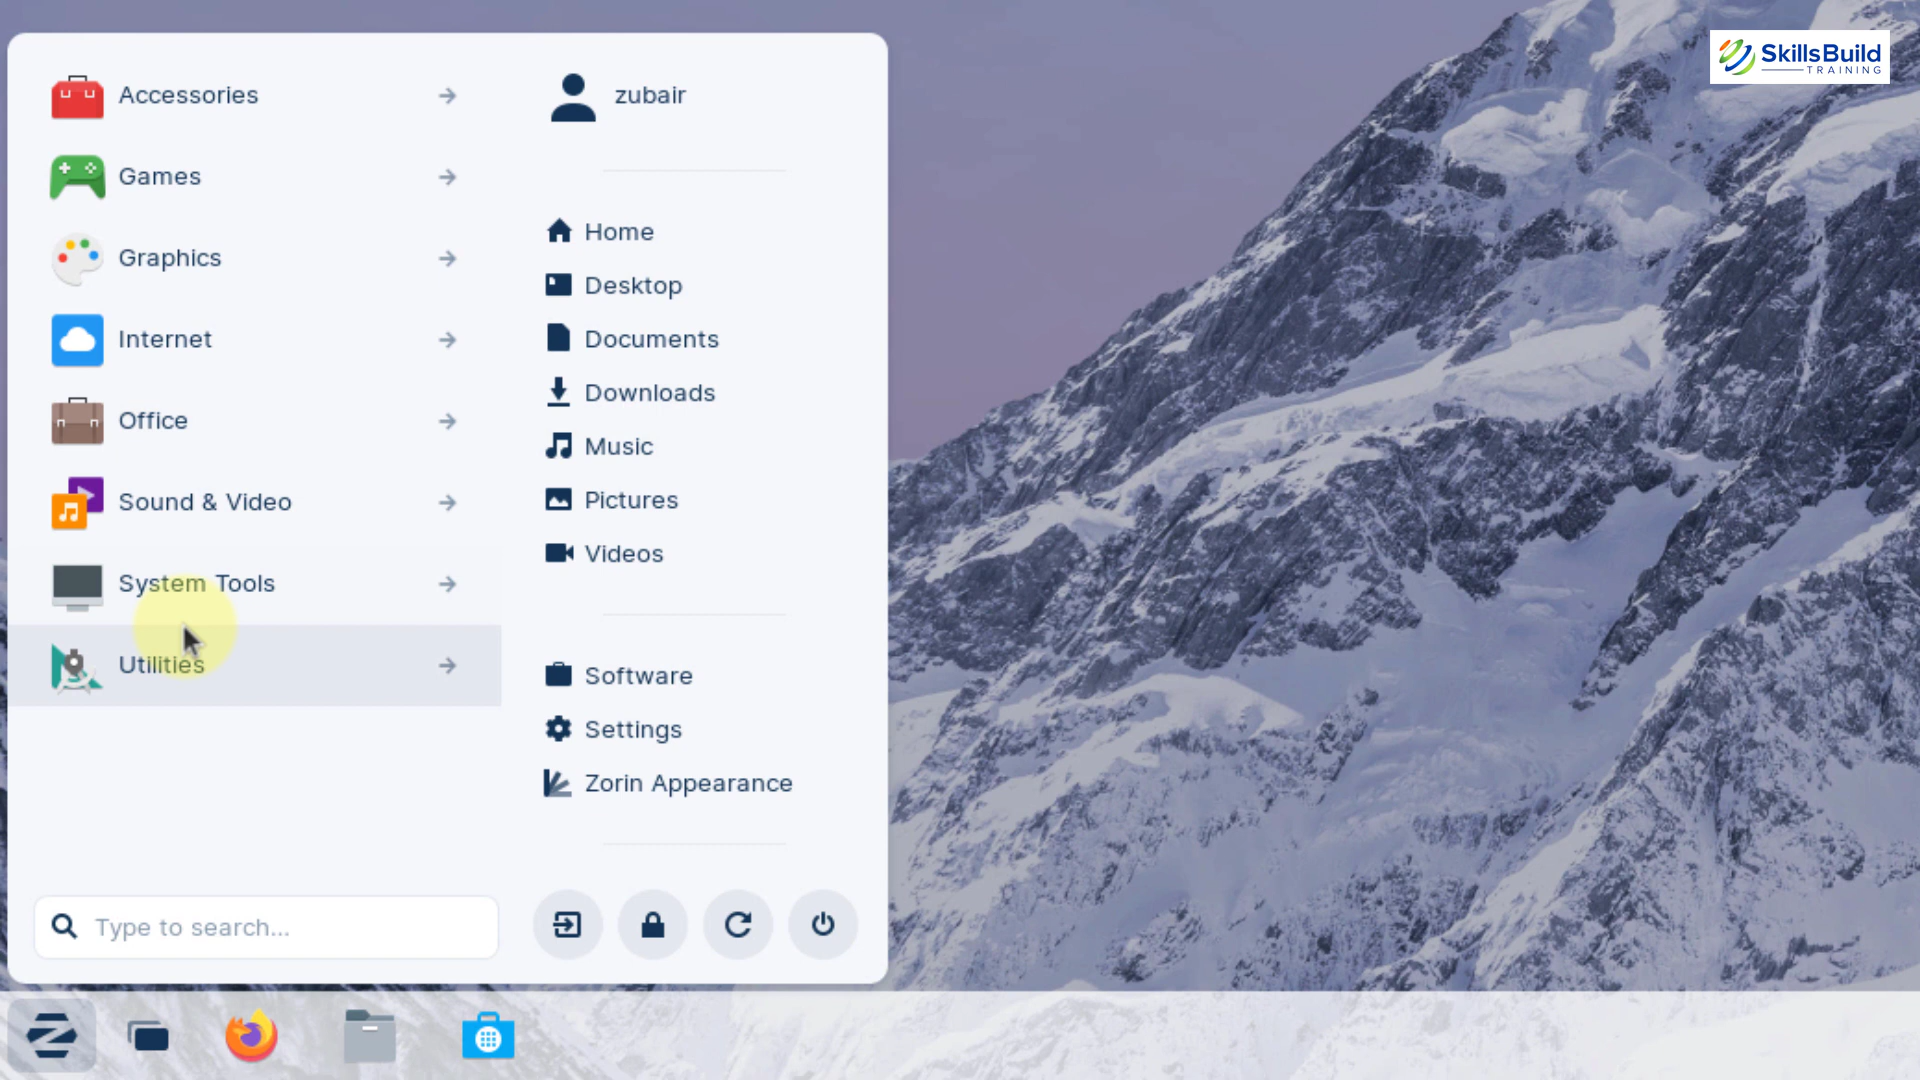 Accessories
Games
Graphics
Internet
Office
Sound & Video
System Tools
Utilities
Type to search...
zubair
Home
Desktop
Documents
Downloads
Music
Pictures
Videos
Software
Settings
Zorin Appearance
SkillsBuild
TRAINING